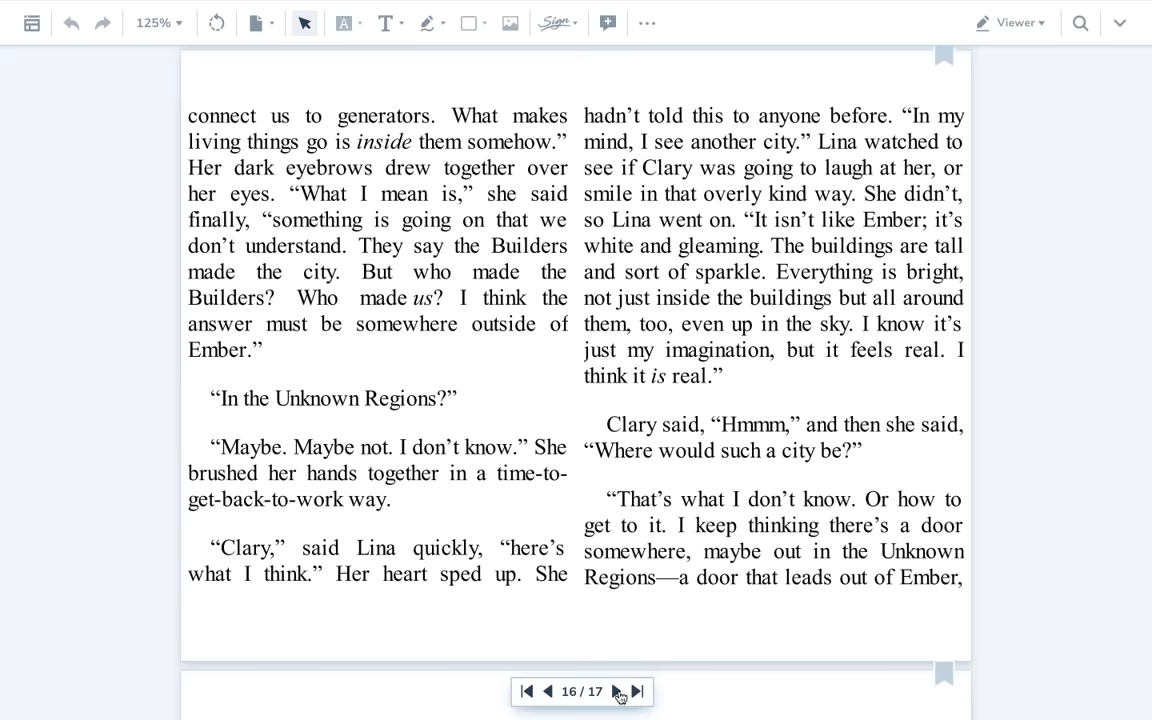 125%
A
T
Sign
Viewer
connect us to generators. What makes
living things go is inside them somehow.”
Her dark eyebrows drew together over
her eyes. “What I mean is,” she said
finally, “something is going on that we
don’t understand. They say the Builders
made the city. But who made the
Builders? Who made us? I think the
answer must be somewhere outside of
Ember.”
“In the Unknown Regions?”
“Maybe. Maybe not. I don’t know.” She
brushed her hands together in a time-to-
get-back-to-work way.
“Clary,” said Lina quickly, “here’s
what I think.” Her heart sped up. She
hadn’t told this to anyone before. “In my
mind, I see another city.” Lina watched to
see if Clary was going to laugh at her, or
smile in that overly kind way. She didn’t,
so Lina went on. “It isn’t like Ember; it’s
white and gleaming. The buildings are tall
and sort of sparkle. Everything is bright,
not just inside the buildings but all around
them, too, even up in the sky. I know it’s
just my imagination, but it feels real. I
think it is real.”
Clary said, “Hmmm,” and then she said,
“Where would such a city be?”
“That’s what I don’t know. Or how to
get to it. I keep thinking there’s a door
somewhere, maybe out in the Unknown
Regions—a door that leads out of Ember,
16 / 17